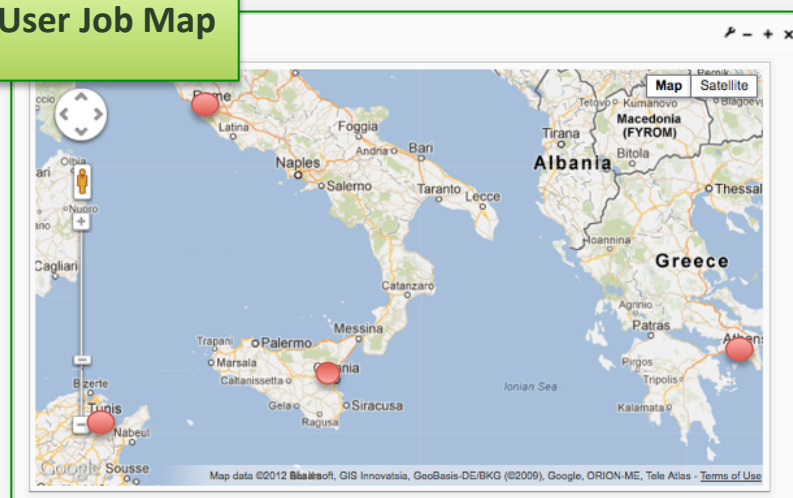 User Job Map
Map Satellite
Rome
Latina
Foggia
Andria
Bari
Naples
Salerno
Taranto
Lecce
Tirana
Albania
Tetovo
Kumanovo
Macedonia
(FYROM)
Bitola
Pernik
Ioannina
Greece
Olbia
Nuoro
Cagliari
Catanzaro
Messina
Trapani
Palermo
Marsala
Caltanissetta
Gela
Siracusa
Ragusa
Agrinio
Patras
Athens
Pirgos
Tripolis
Kalamata
Ionian Sea
Bizerte
Tunis
Nabeul
Sousse
Google
Map data ©2012 GIS Innovatsia, GeoBasis-DE/BKG (©2009), Google, ORION-ME, Tele Atlas - Terms of Use